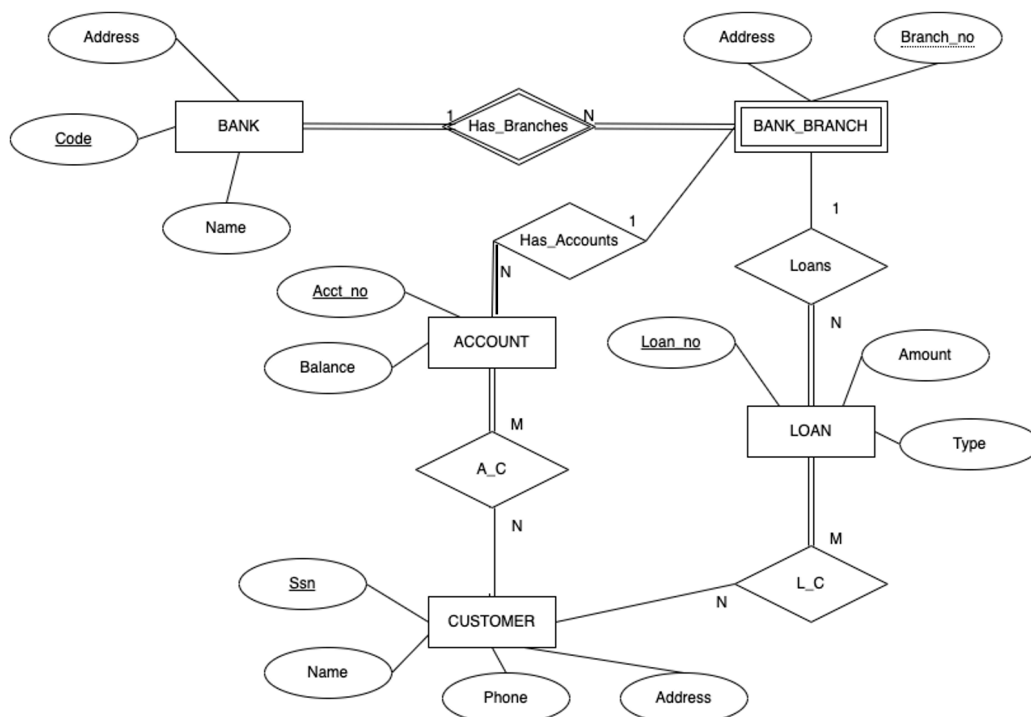 Address
Address
Branch_no
Code
BANK
1
Has_Branches
N
BANK_BRANCH
Name
Has_Accounts
1
N
1
Loans
N
Acct_no
Balance
ACCOUNT
Loan_no
Amount
LOAN
Type
M
A_C
N
M
L_C
N
Ssn
CUSTOMER
Name
Phone
Address